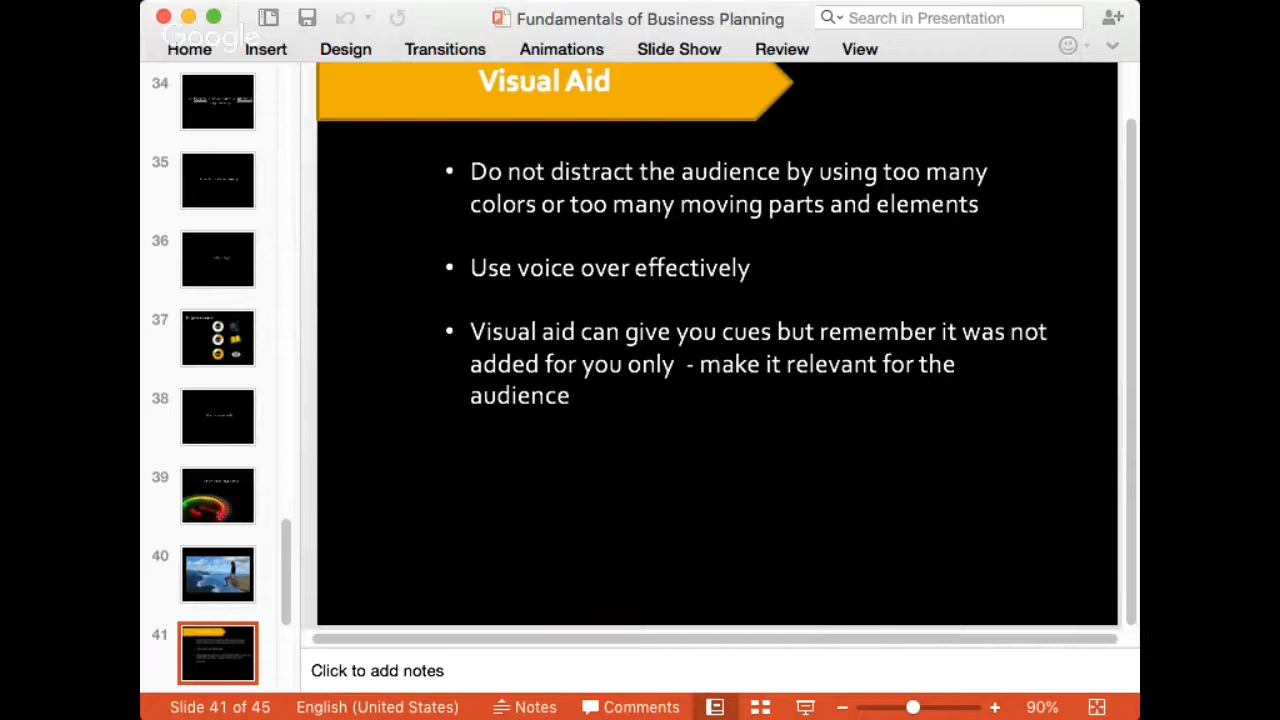 Fundamentals of Business Planning
Search in Presentation
Google
Home Insert Design Transitions Animations Slide Show Review View
34
35
36
37
38
39
40
41
Visual Aid
• Do not distract the audience by using too many
colors or too many moving parts and elements
• Use voice over effectively
• Visual aid can give you cues but remember it was not
added for you only - make it relevant for the
audience
Click to add notes
Slide 41 of 45 English (United States) Notes Comments 90%